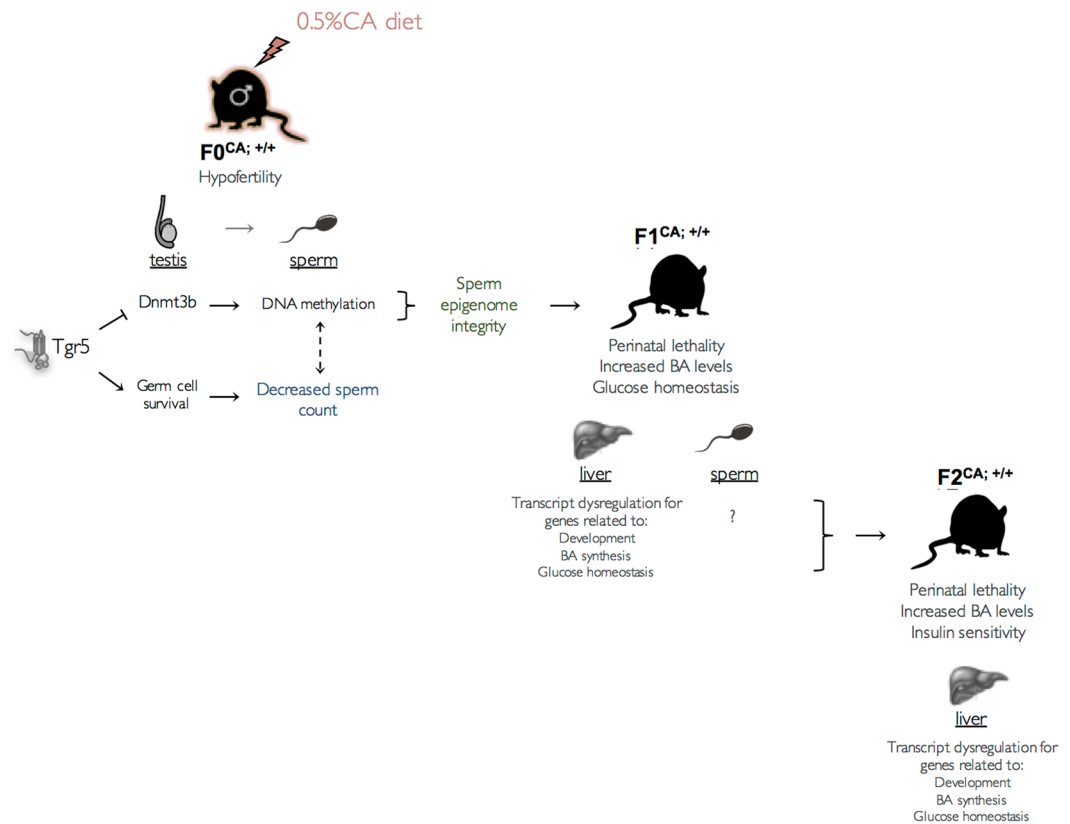 0.5%CA diet
♂
F0CA; +/+
Hypofertility
testis
sperm
Tgr5
Dnmt3b
DNA methylation
Germ cell
survival
Decreased sperm
count
Sperm
epigenome
integrity
F1CA; +/+
Perinatal lethality
Increased BA levels
Glucose homeostasis
liver
Transcript dysregulation for
genes related to:
Development
BA synthesis
Glucose homeostasis
sperm
?
F2CA; +/+
Perinatal lethality
Increased BA levels
Insulin sensitivity
liver
Transcript dysregulation for
genes related to:
Development
BA synthesis
Glucose homeostasis